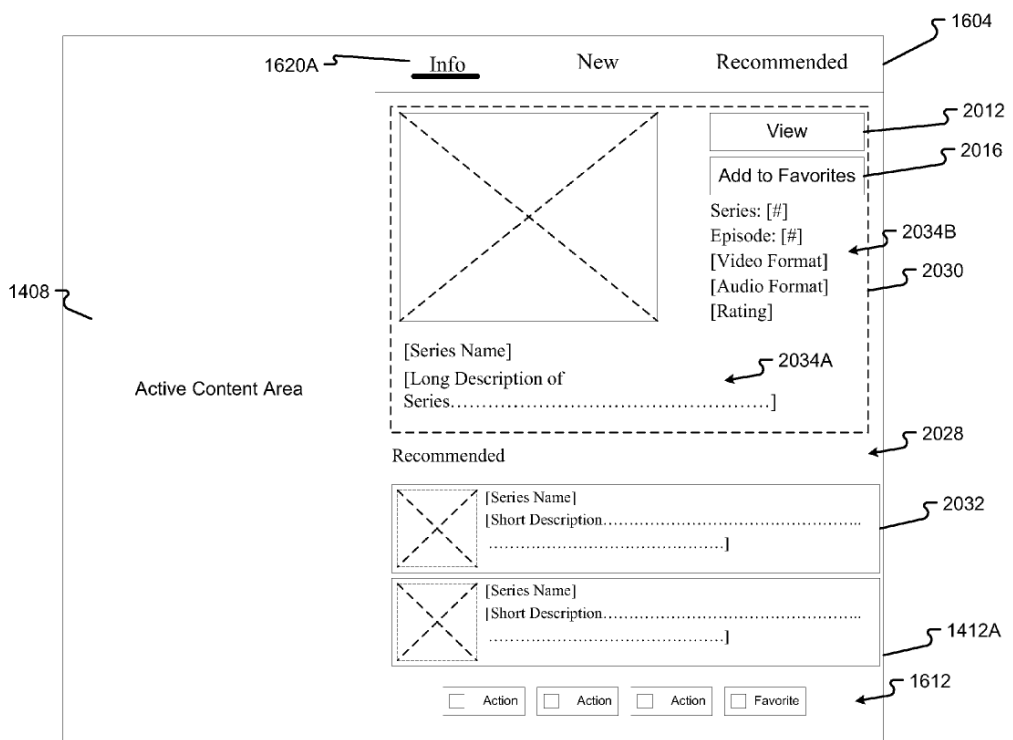 1604
1620A
Info
New
Recommended
2012
View
2016
Add to Favorites
Series: [#]
Episode: [#]
2034B
[Video Format]
2030
[Audio Format]
1408
[Rating]
[Series Name]
2034A
[Long Description of
Series.................................................]
Active Content Area
2028
Recommended
[Series Name]
2032
[Short Description..................................................
..............................................]
[Series Name]
[Short Description..................................................
..............................................]
1412A
1612
Action
Action
Action
Favorite